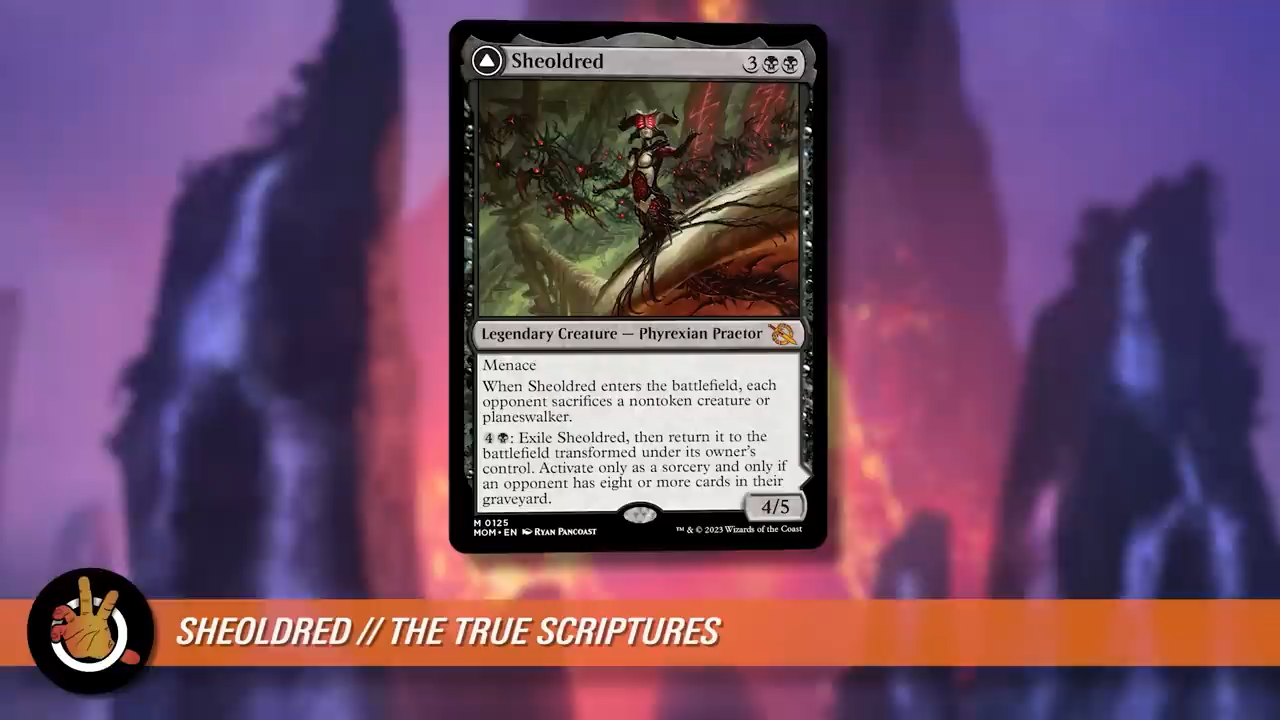 Sheoldred 3
Legendary Creature — Phyrexian Praetor
Menace
When Sheoldred enters the battlefield, each
opponent sacrifices a nontoken creature or
planeswalker.
4 : Exile Sheoldred, then return it to the
battlefield transformed under its owner's
control. Activate only as a sorcery and only if
an opponent has eight or more cards in their
graveyard.
4/5
M 0125
MOM • EN Ryan Pancoast
™ & © 2023 Wizards of the Coast
SHEOLDRED // THE TRUE SCRIPTURES